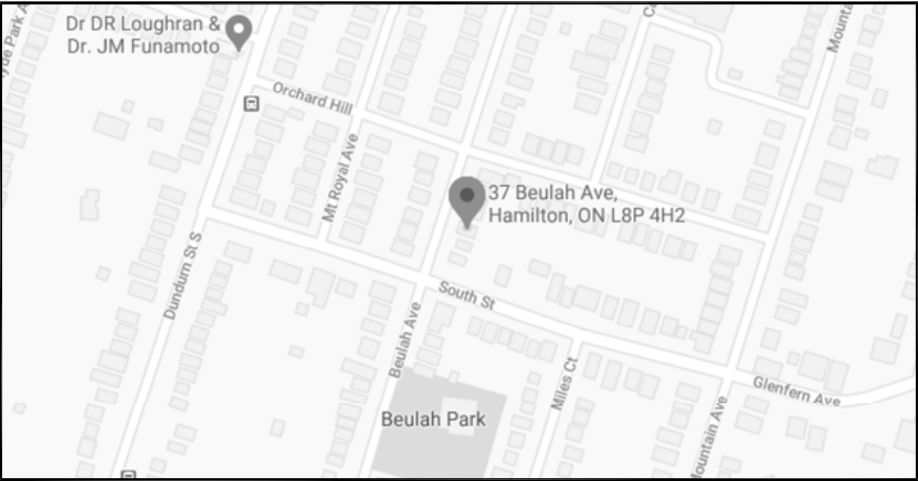 Dr DR Loughran &
Dr. JM Funamoto
Orchard Hill
Mt Royal Ave
37 Beulah Ave,
Hamilton, ON L8P 4H2
Dundurn St S
South St
Beulah Ave
Miles Ct
Glenfern Ave
Beulah Park
Mountain Ave